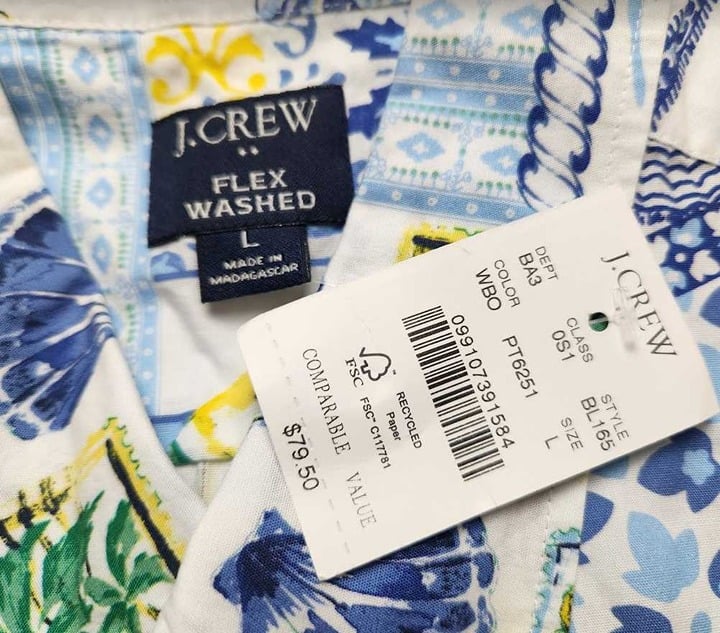 J.CREW
FLEX
WASHED
L
MADE IN
MADAGASCAR
J.CREW
DEPT
BA3
CLASS
0S1
STYLE
BL165
COLOR
WBO
PT6251
SIZE
L
099107391584
FSC
RECYCLED
Paper
FSC™ C117781
COMPARABLE VALUE
$79.50